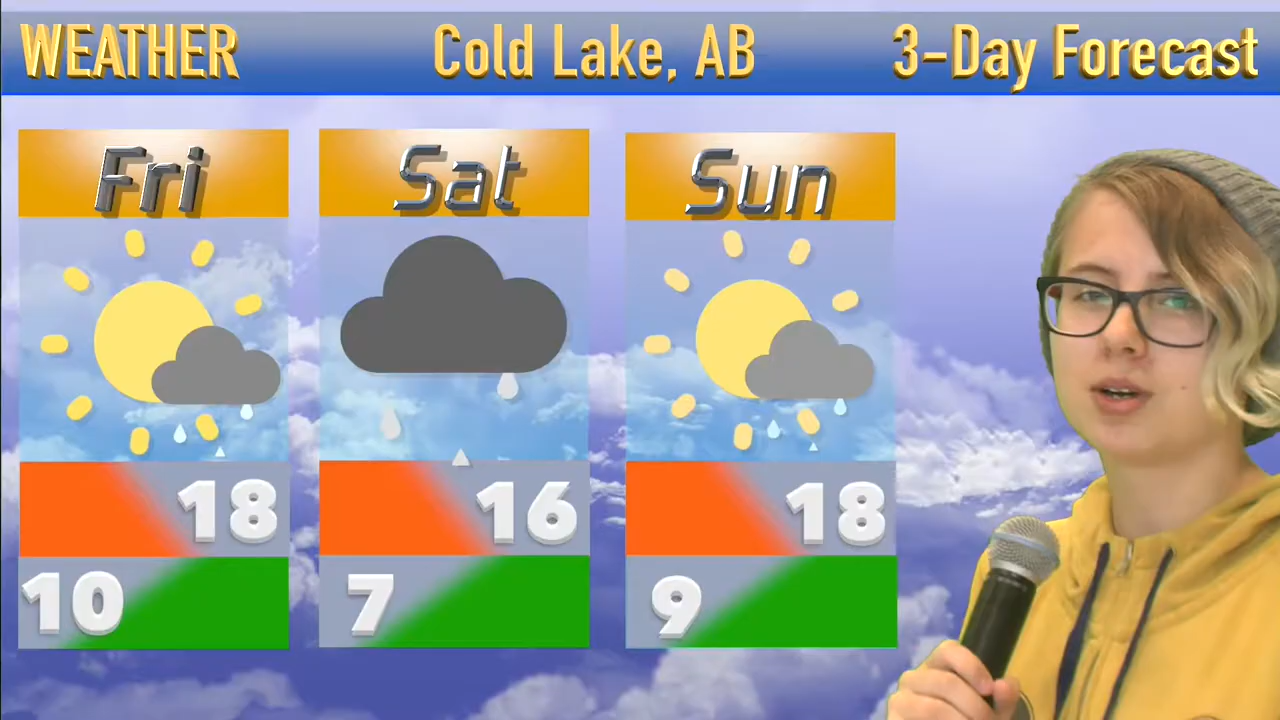 WEATHER
Cold Lake, AB
3-Day Forecast
Fri
Sat
Sun
18
16
18
10
7
9